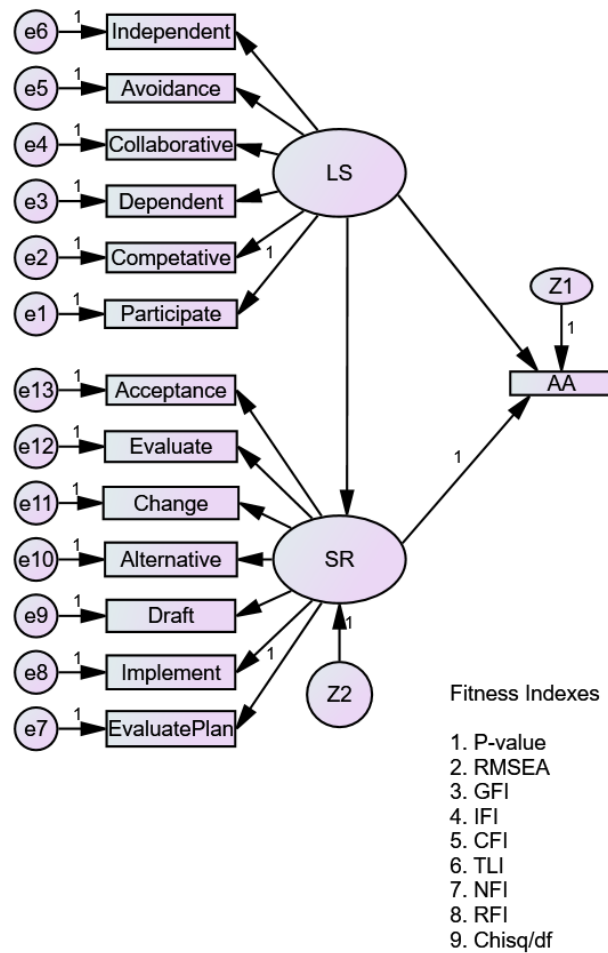 e6 1 Independent
e5 1 Avoidance
e4 1 Collaborative
e3 1 Dependent
e2 1 Competative 1
e1 1 Participate
LS
Z1
1
AA
e13 1 Acceptance
e12 1 Evaluate
1
e11 1 Change
e10 1 Alternative
SR
e9 1 Draft
1
e8 1 Implement 1
Z2
e7 1 EvaluatePlan
Fitness Indexes
1. P-value
2. RMSEA
3. GFI
4. IFI
5. CFI
6. TLI
7. NFI
8. RFI
9. Chisq/df